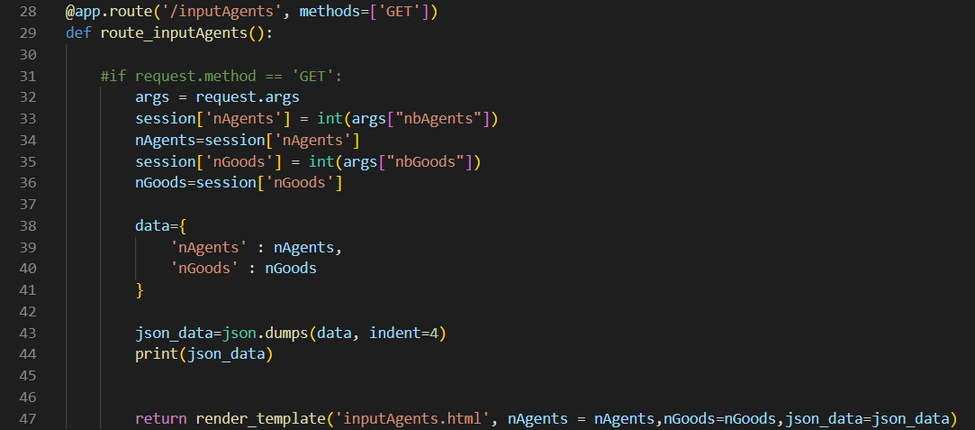 28 @app.route('/inputAgents', methods=['GET'])
29 def route_inputAgents():
30
31     #if request.method == 'GET':
32         args = request.args
33         session['nAgents'] = int(args["nbAgents"])
34         nAgents=session['nAgents']
35         session['nGoods'] = int(args["nbGoods"])
36         nGoods=session['nGoods']
37
38         data={
39             'nAgents' : nAgents,
40             'nGoods' : nGoods
41         }
42
43         json_data=json.dumps(data, indent=4)
44         print(json_data)
45
46
47         return render_template('inputAgents.html', nAgents = nAgents,nGoods=nGoods,json_data=json_data)